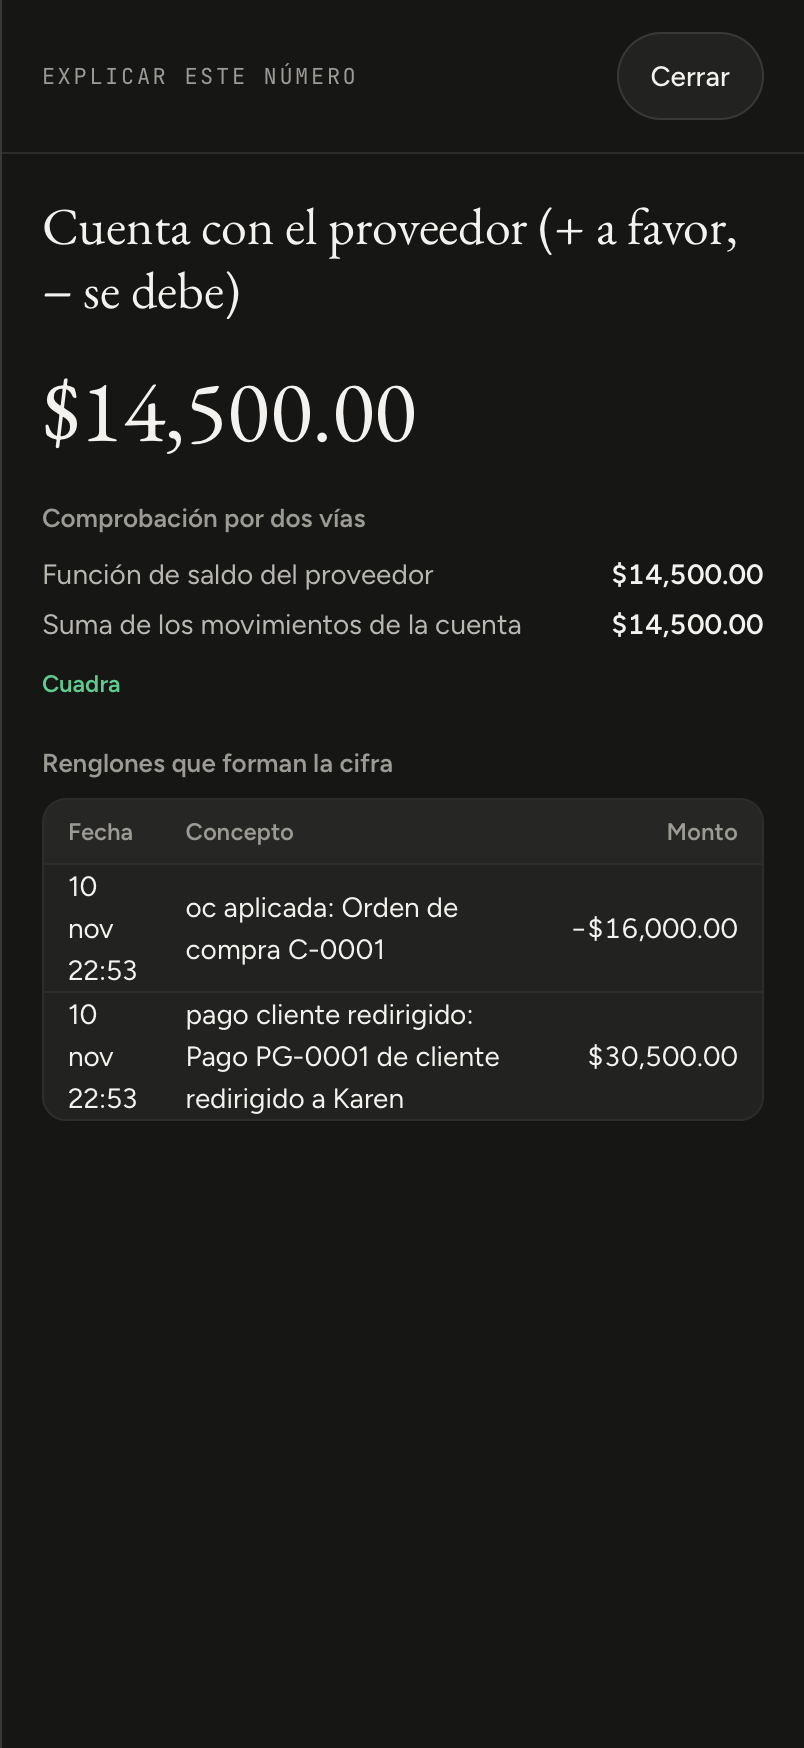 EXPLICAR ESTE NÚMERO
Cerrar
Cuenta con el proveedor (+ a favor,
– se debe)
$14,500.00
Comprobación por dos vías
Función de saldo del proveedor $14,500.00
Suma de los movimientos de la cuenta $14,500.00
Cuadra
Renglones que forman la cifra
Fecha Concepto Monto
10
nov
22:53
oc aplicada: Orden de
compra C-0001
-$16,000.00
10
nov
22:53
pago cliente redirigido:
Pago PG-0001 de cliente
redirigido a Karen
$30,500.00